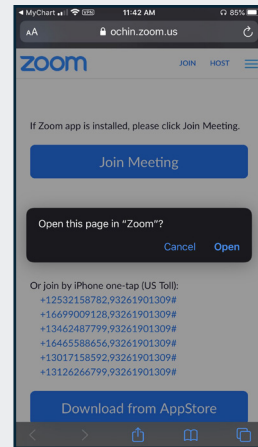 MyChart VPN 11:42 AM 85%
AA ochin.zoom.us
zoom JOIN HOST
If Zoom app is installed, please click Join Meeting.
Join Meeting
Open this page in “Zoom”?
Cancel Open
Or join by iPhone one-tap (US Toll):
+12532158782,93261901309#
+16699009128,93261901309#
+13462487799,93261901309#
+16465588656,93261901309#
+13017158592,93261901309#
+13126266799,93261901309#
Download from AppStore